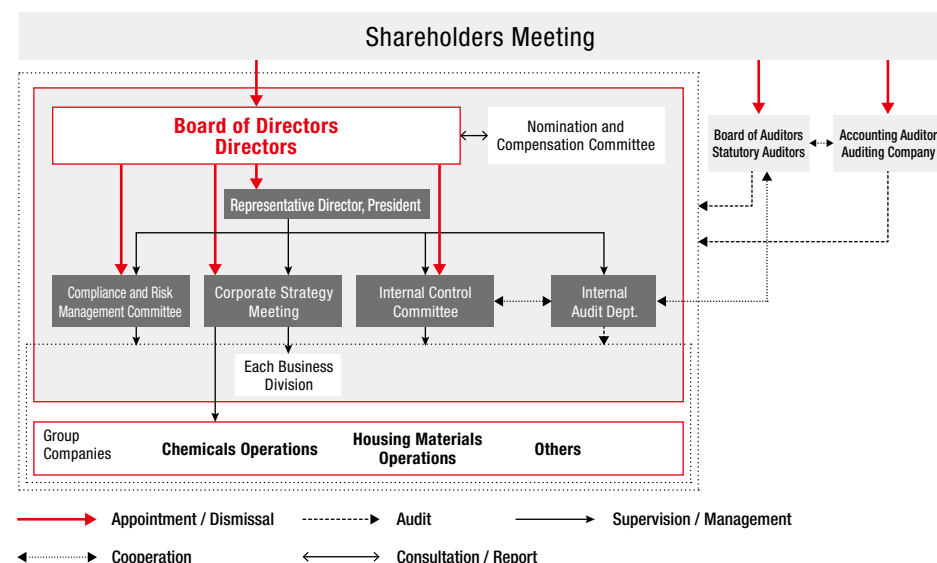 Shareholders Meeting
Board of Directors
Directors
Nomination and
Compensation Committee
Board of Auditors
Statutory Auditors
Accounting Auditor
Auditing Company
Representative Director, President
Compliance and Risk
Management Committee
Corporate Strategy
Meeting
Internal Control
Committee
Internal
Audit Dept.
Each Business
Division
Group
Companies
Chemicals Operations
Housing Materials
Operations
Others
Appointment / Dismissal
Audit
Supervision / Management
Cooperation
Consultation / Report